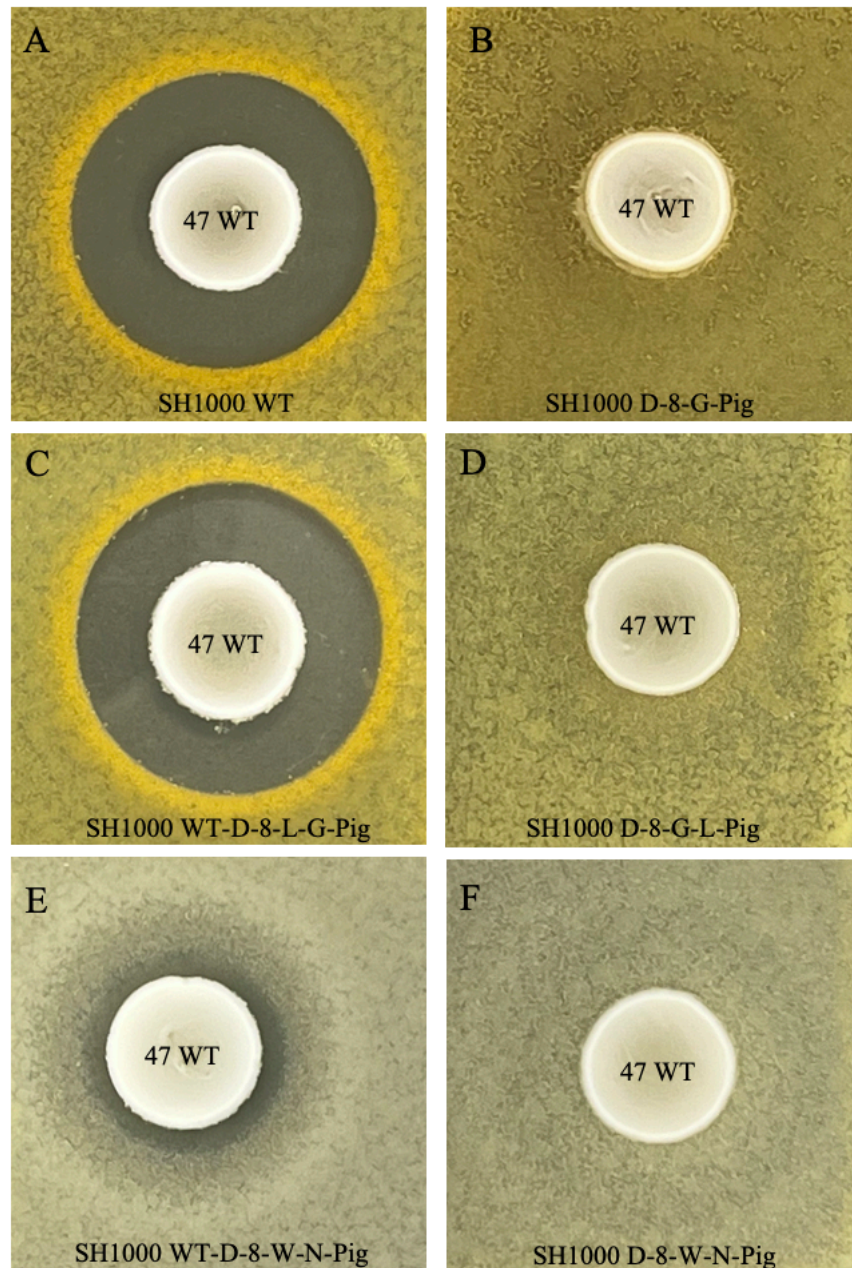 A
47 WT
SH1000 WT
B
47 WT
SH1000 D-8-G-Pig
C
47 WT
SH1000 WT-D-8-L-G-Pig
D
47 WT
SH1000 D-8-G-L-Pig
E
47 WT
SH1000 WT-D-8-W-N-Pig
F
47 WT
SH1000 D-8-W-N-Pig